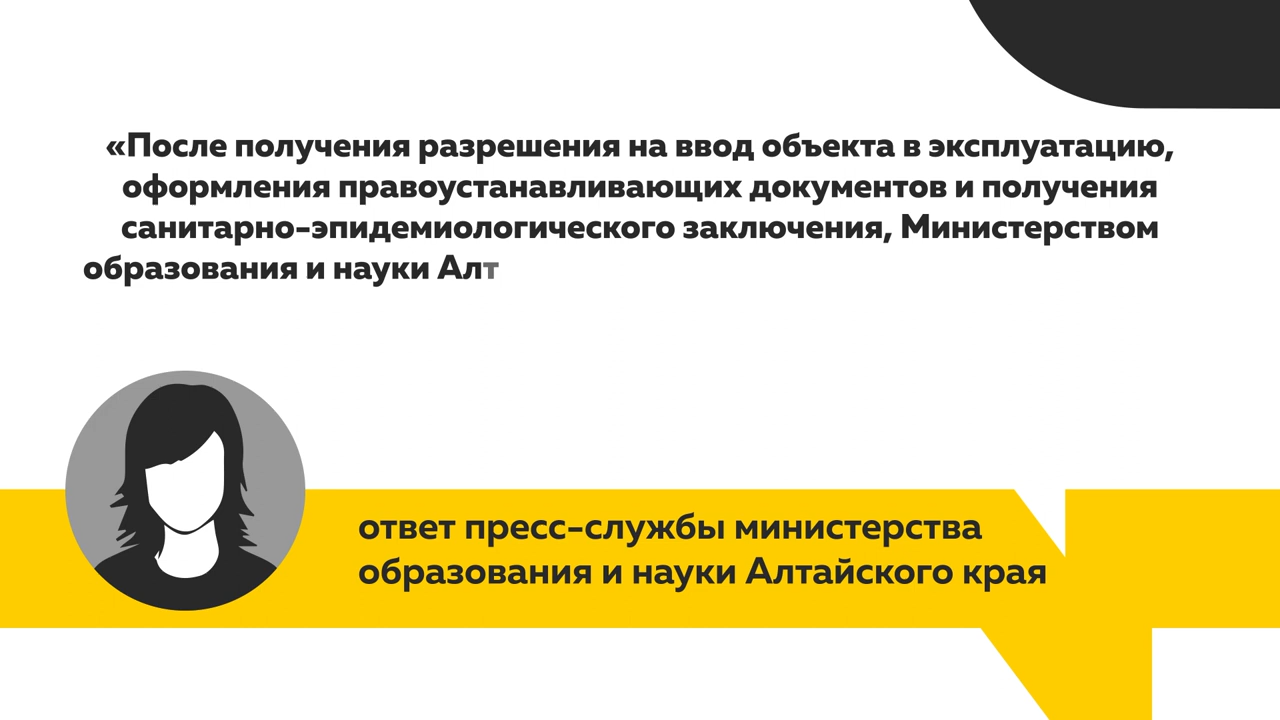 «После получения разрешения на ввод объекта в эксплуатацию,
оформления правоустанавливающих документов и получения
санитарно-эпидемиологического заключения, Министерством
образования и науки Алт
ответ пресс-службы министерства
образования и науки Алтайского края